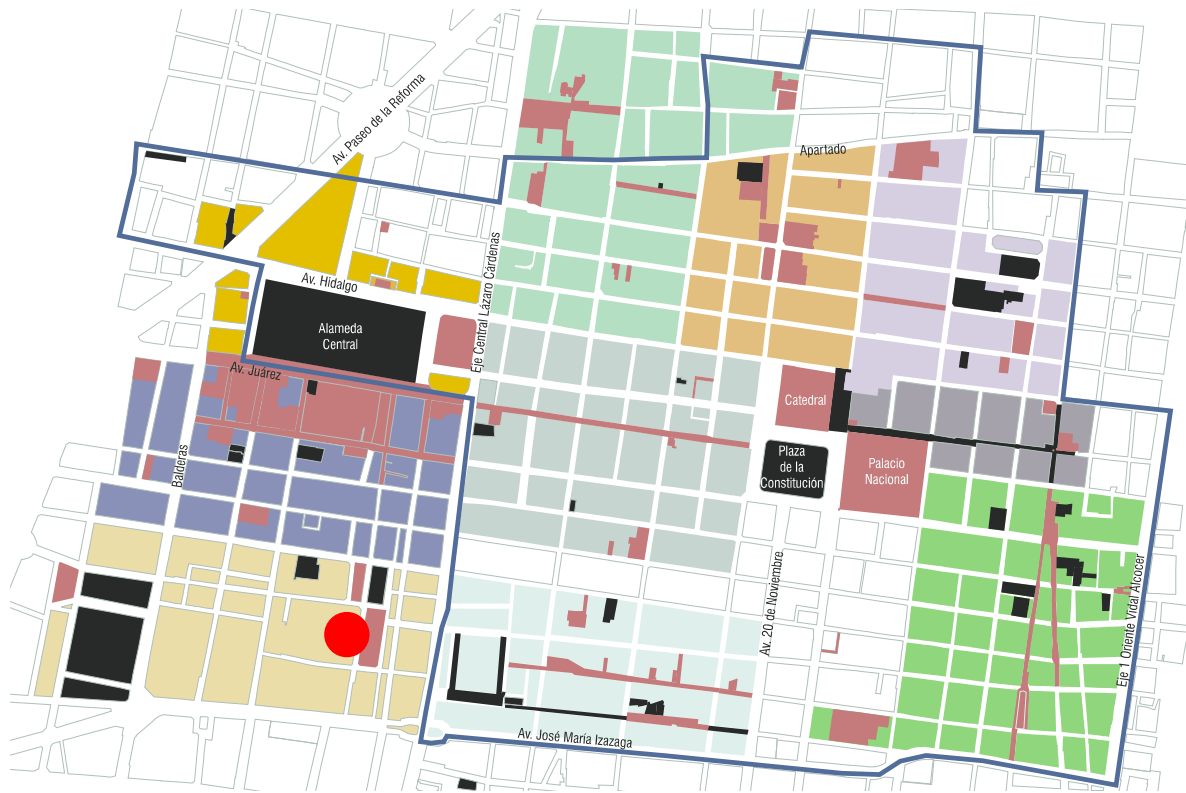 Av. Paseo de la Reforma
Apartado
Eje Central Lázaro Cárdenas
Av. Hidalgo
Alameda
Central
Av. Juárez
Catedral
Balderas
Plaza
de la
Constitución
Palacio
Nacional
Av. 20 de Noviembre
Eje 1 Oriente Vidal Alcocer
Av. José María Izazaga